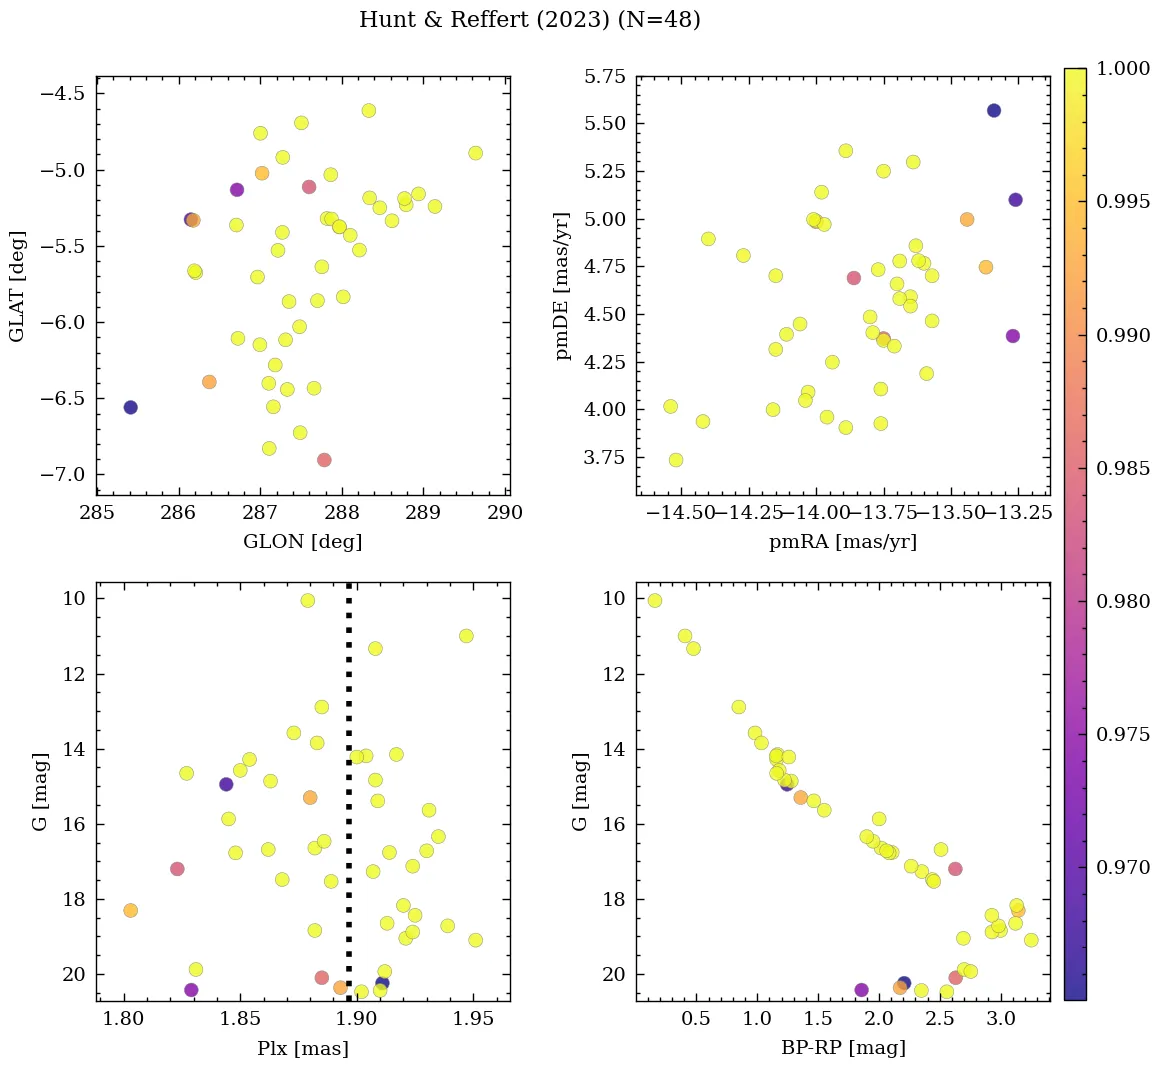 Hunt & Reffert (2023) (N=48)
−4.5
−5.0
−5.5
−6.0
−6.5
−7.0
GLAT [deg]
285 286 287 288 289 290
GLON [deg]
5.75
5.50
5.25
5.00
4.75
4.50
4.25
4.00
3.75
pmDE [mas/yr]
−14.50 −14.25 −14.00 −13.75 −13.50 −13.25
pmRA [mas/yr]
1.000
0.995
0.990
0.985
0.980
0.975
0.970
10
12
14
16
18
20
G [mag]
1.80 1.85 1.90 1.95
Plx [mas]
10
12
14
16
18
20
G [mag]
0.5 1.0 1.5 2.0 2.5 3.0
BP-RP [mag]